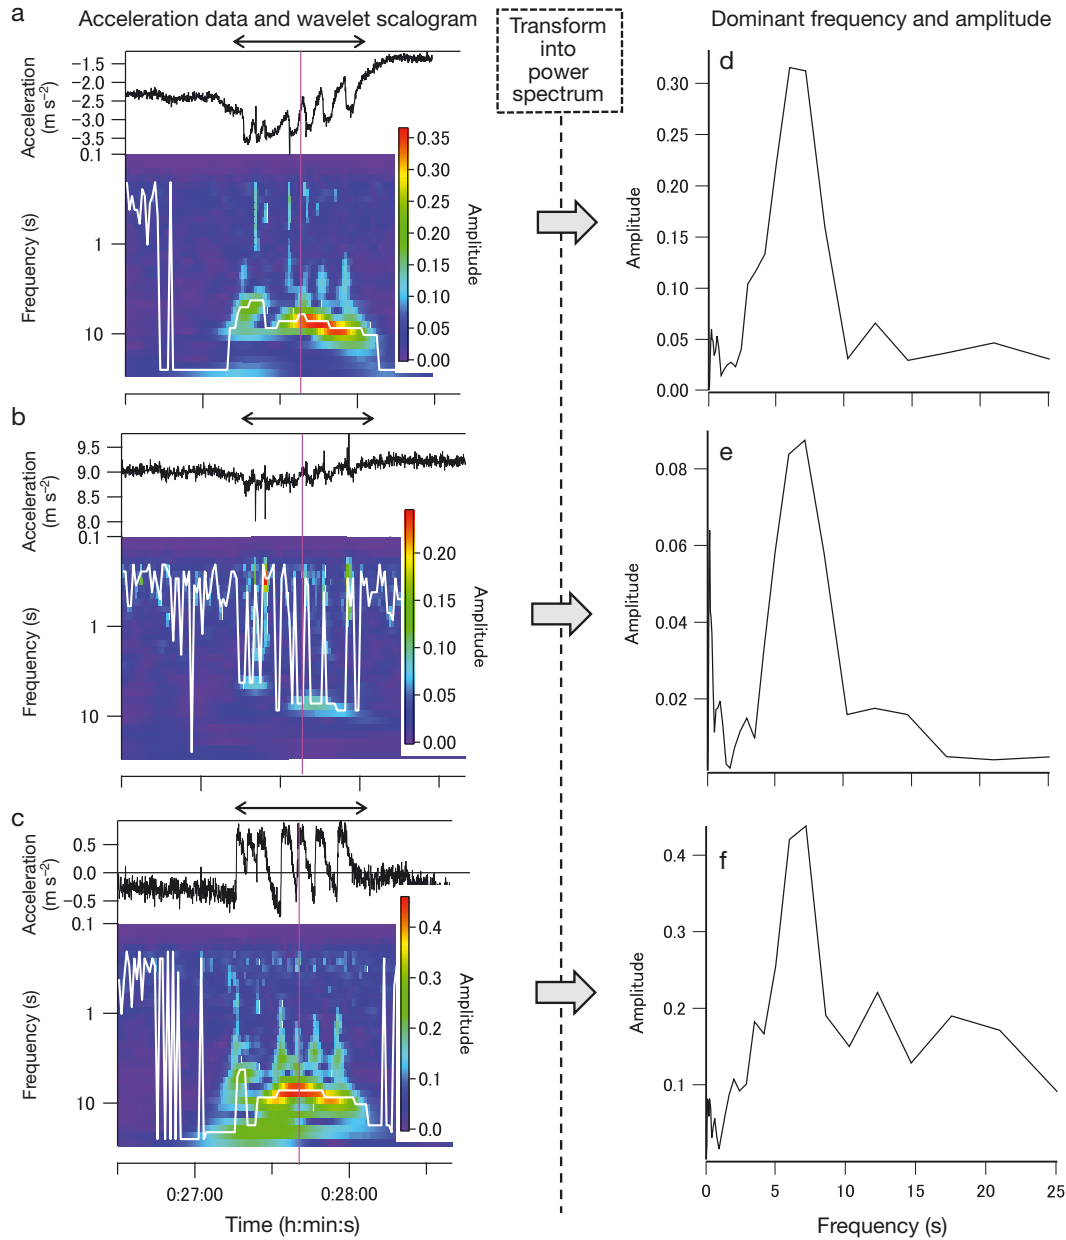 a
Acceleration data and wavelet scalogram
Transform
into
power
spectrum
Dominant frequency and amplitude
Acceleration
(m s⁻²)
−1.5
−2.0
−2.5
−3.0
−3.5
0.1
1
10
Frequency (s)
0.35
0.30
0.25
0.20
0.15
0.10
0.05
0.00
Amplitude
d
0.30
0.25
0.20
0.15
0.10
0.05
0.00
Amplitude
b
Acceleration
(m s⁻²)
9.5
9.0
8.5
8.0
0.1
1
10
Frequency (s)
0.20
0.15
0.10
0.05
0.00
Amplitude
e
0.08
0.06
0.04
0.02
Amplitude
c
Acceleration
(m s⁻²)
0.5
0.0
−0.5
0.1
1
10
Frequency (s)
0.4
0.3
0.2
0.1
0.0
Amplitude
0:27:00 0:28:00
Time (h:min:s)
f
0.4
0.3
0.2
0.1
Amplitude
0 5 10 15 20 25
Frequency (s)